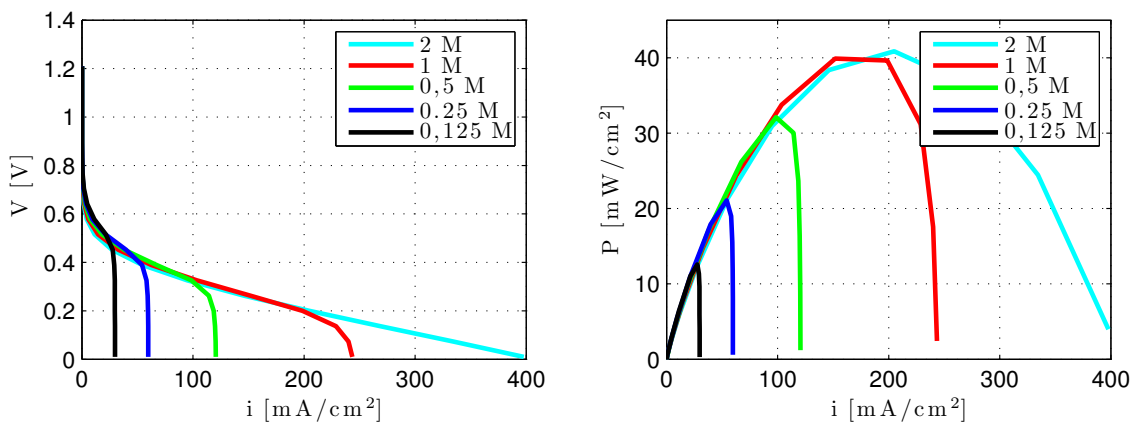 1.4
1.2
1
0.8
0.6
0.4
0.2
0
V [V]
0 100 200 300 400
i [mA/cm²]
2 M
1 M
0,5 M
0.25 M
0,125 M
40
30
20
10
0
P [mW/cm²]
0 100 200 300 400
i [mA/cm²]
2 M
1 M
0,5 M
0.25 M
0,125 M